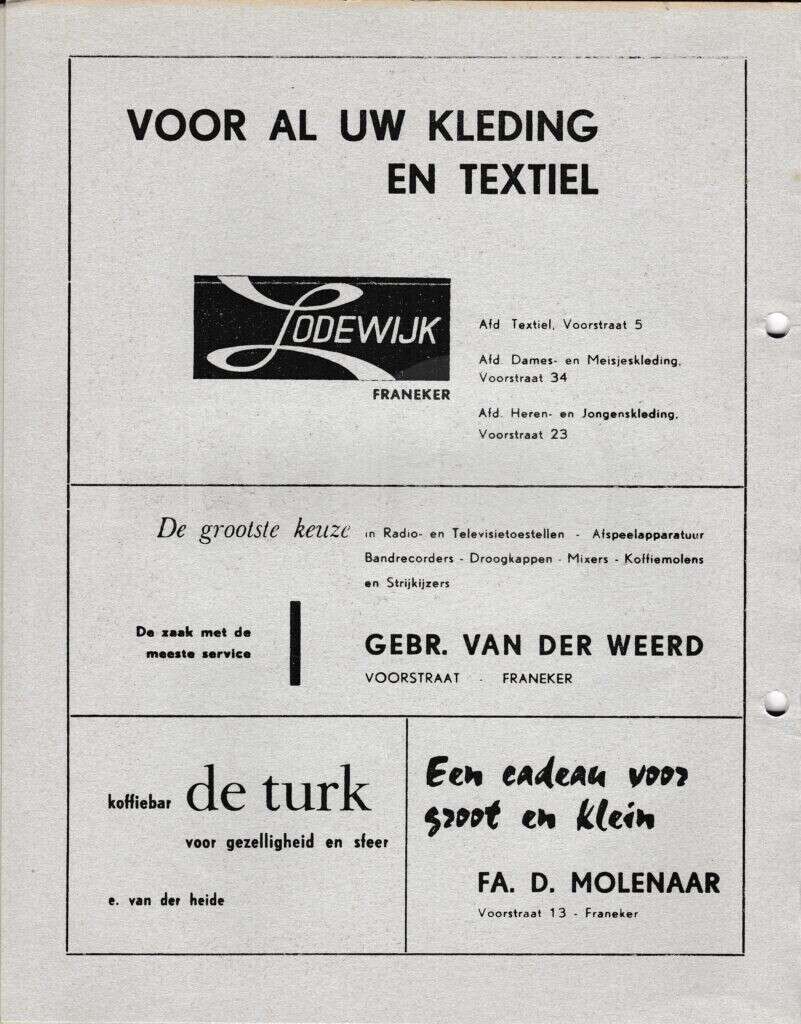 VOOR AL UW KLEDING
EN TEXTIEL
LODEWIJK
FRANEKER
Afd Textiel, Voorstraat 5
Afd. Dames- en Meisjeskleding,
Voorstraat 34
Afd. Heren- en Jongenskleding,
Voorstraat 23
De grootste keuze in Radio- en Televisietoestellen - Afspeelapparatuur
Bandrecorders - Droogkappen - Mixers - Koffiemolens
en Strijkijzers
De zaak met de
meeste service
GEBR. VAN DER WEERD
VOORSTRAAT - FRANEKER
koffiebar de turk
voor gezelligheid en sfeer
e. van der heide
Een cadeau voor
groot en klein
FA. D. MOLENAAR
Voorstraat 13 - Franeker